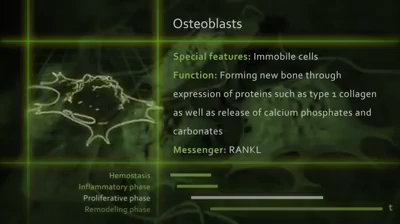 Osteoblasts
Special features: Immobile cells
Function: Forming new bone through
expression of proteins such as type 1 collagen
as well as release of calcium phosphates and
carbonates
Messenger: RANKL
Hemostasis
Inflammatory phase
Proliferative phase
Remodeling phase
t